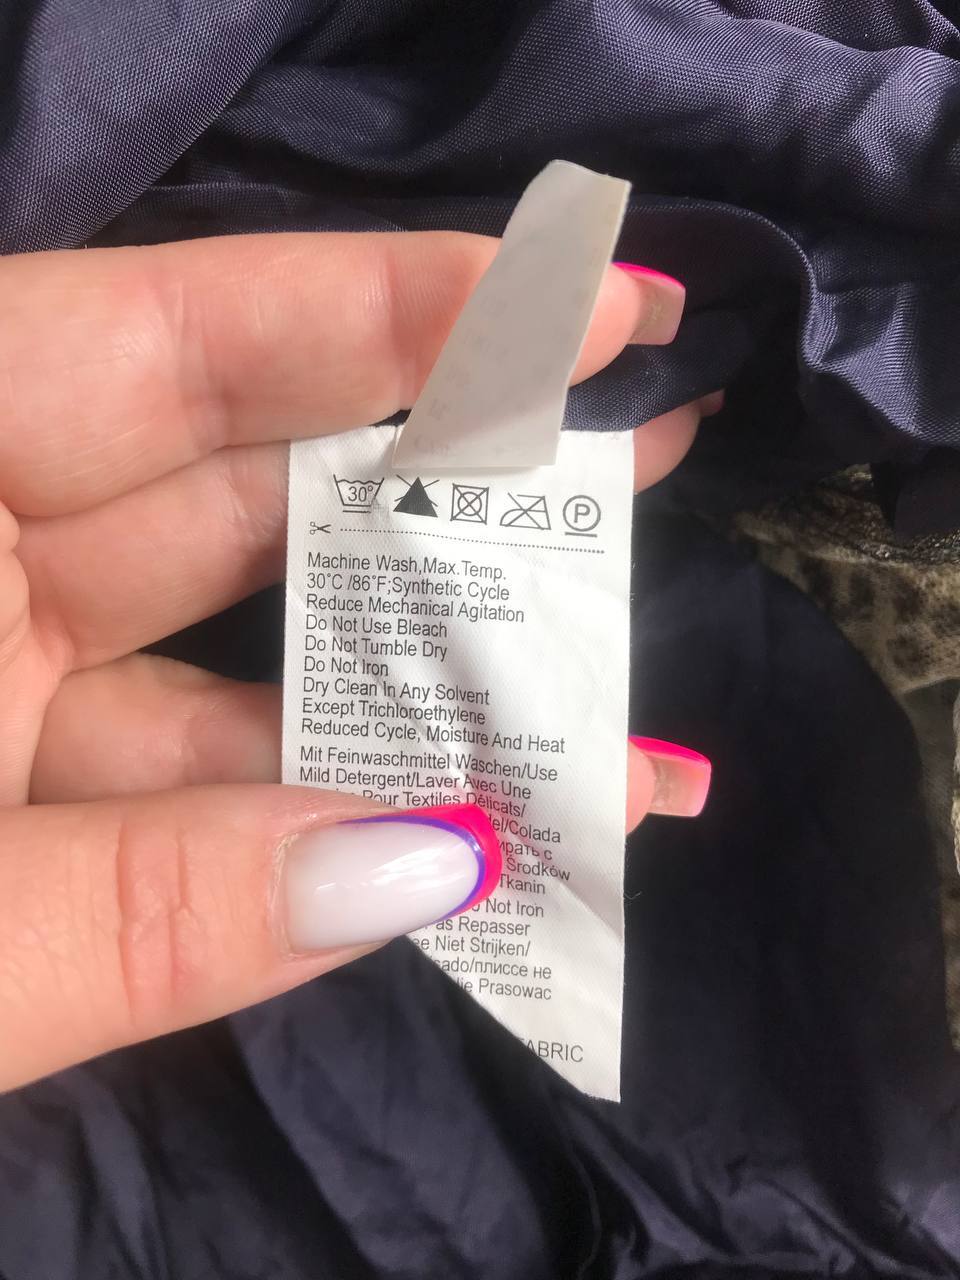 30°
P
Machine Wash,Max.Temp.
30°C /86°F;Synthetic Cycle
Reduce Mechanical Agitation
Do Not Use Bleach
Do Not Tumble Dry
Do Not Iron
Dry Clean In Any Solvent
Except Trichloroethylene
Reduced Cycle, Moisture And Heat
Mit Feinwaschmittel Waschen/Use
Mild Detergent/Laver Avec Une
Pour Textiles Délicats/
/Colada
с
Środków
Tkanin
Not Iron
Repasser
Niet Strijken/
/плиссе не
Prasowac